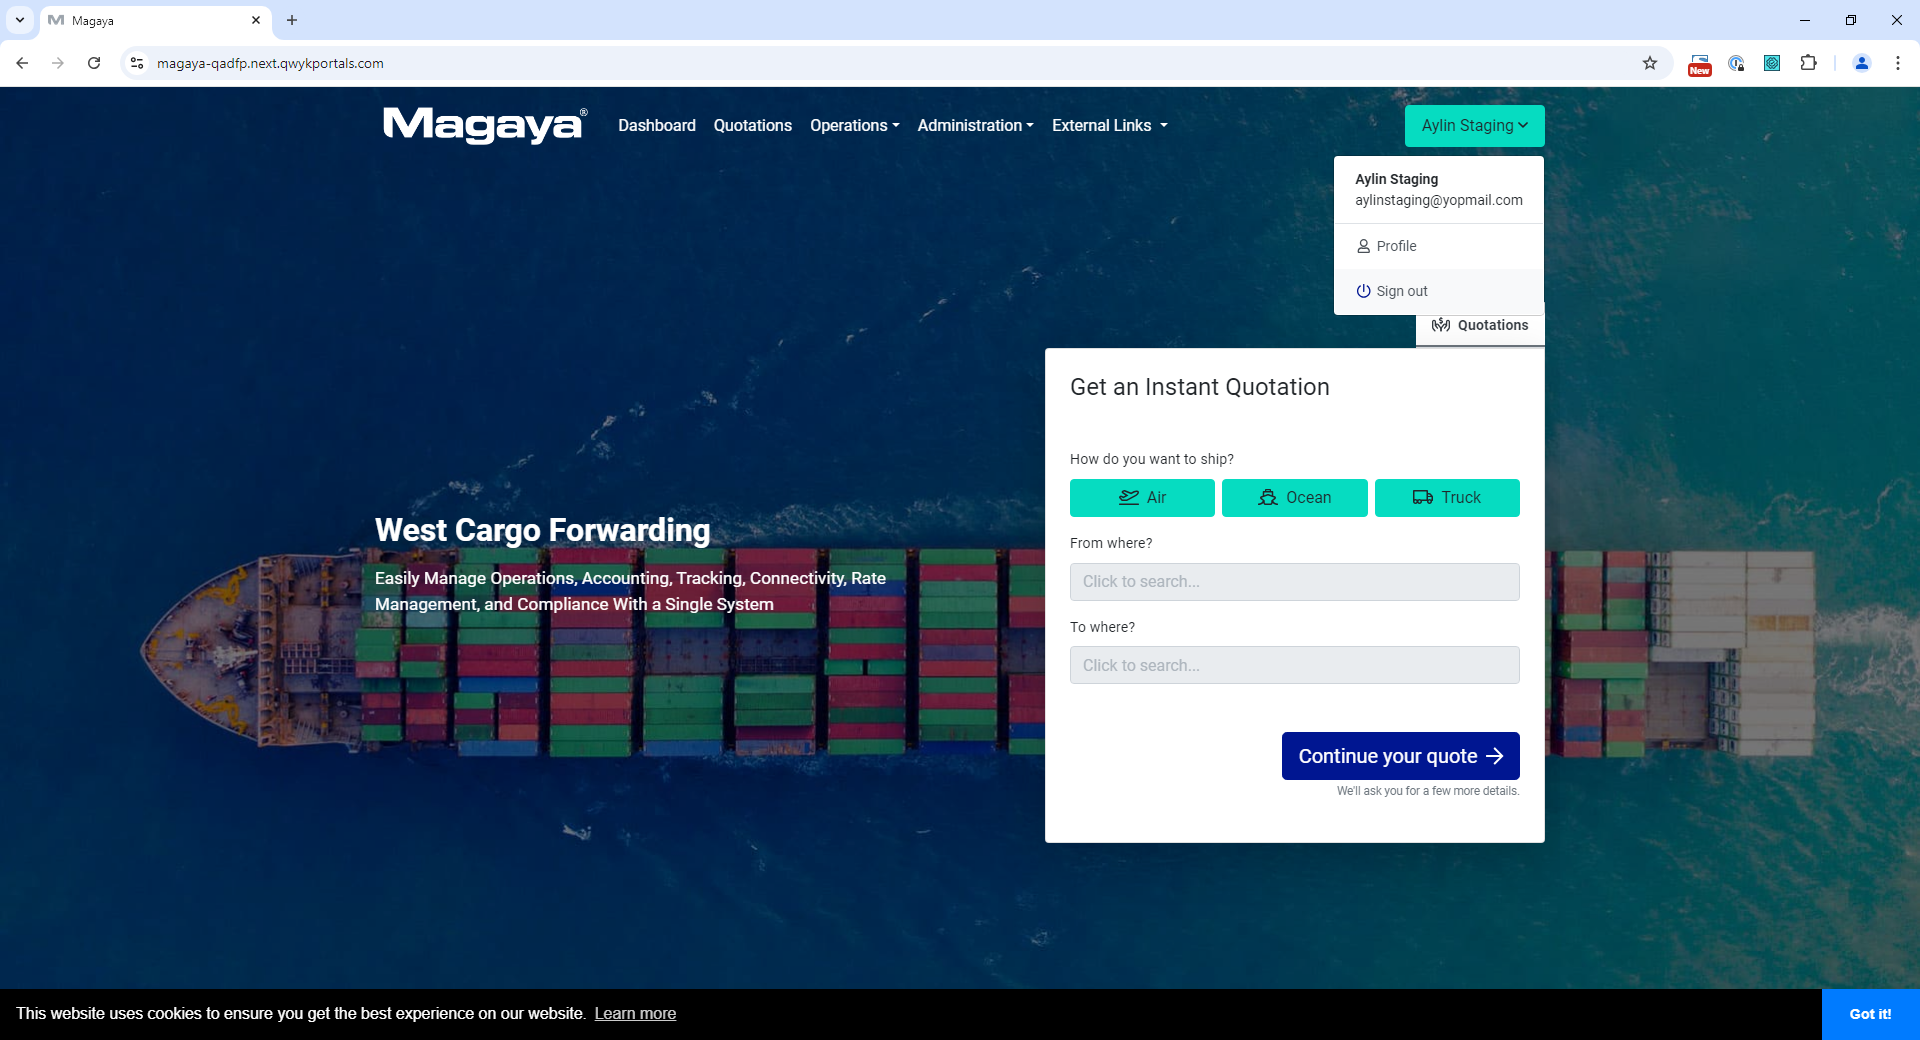 Magaya
magaya-qadfp.next.qwykportals.com
New
Magaya®
Dashboard
Quotations
Operations
Administration
External Links
Aylin Staging
Aylin Staging
aylinstaging@yopmail.com
Profile
Sign out
Quotations
Get an Instant Quotation
How do you want to ship?
Air
Ocean
Truck
From where?
Click to search...
To where?
Click to search...
Continue your quote
We'll ask you for a few more details.
West Cargo Forwarding
Easily Manage Operations, Accounting, Tracking, Connectivity, Rate
Management, and Compliance With a Single System
This website uses cookies to ensure you get the best experience on our website. Learn more
Got it!